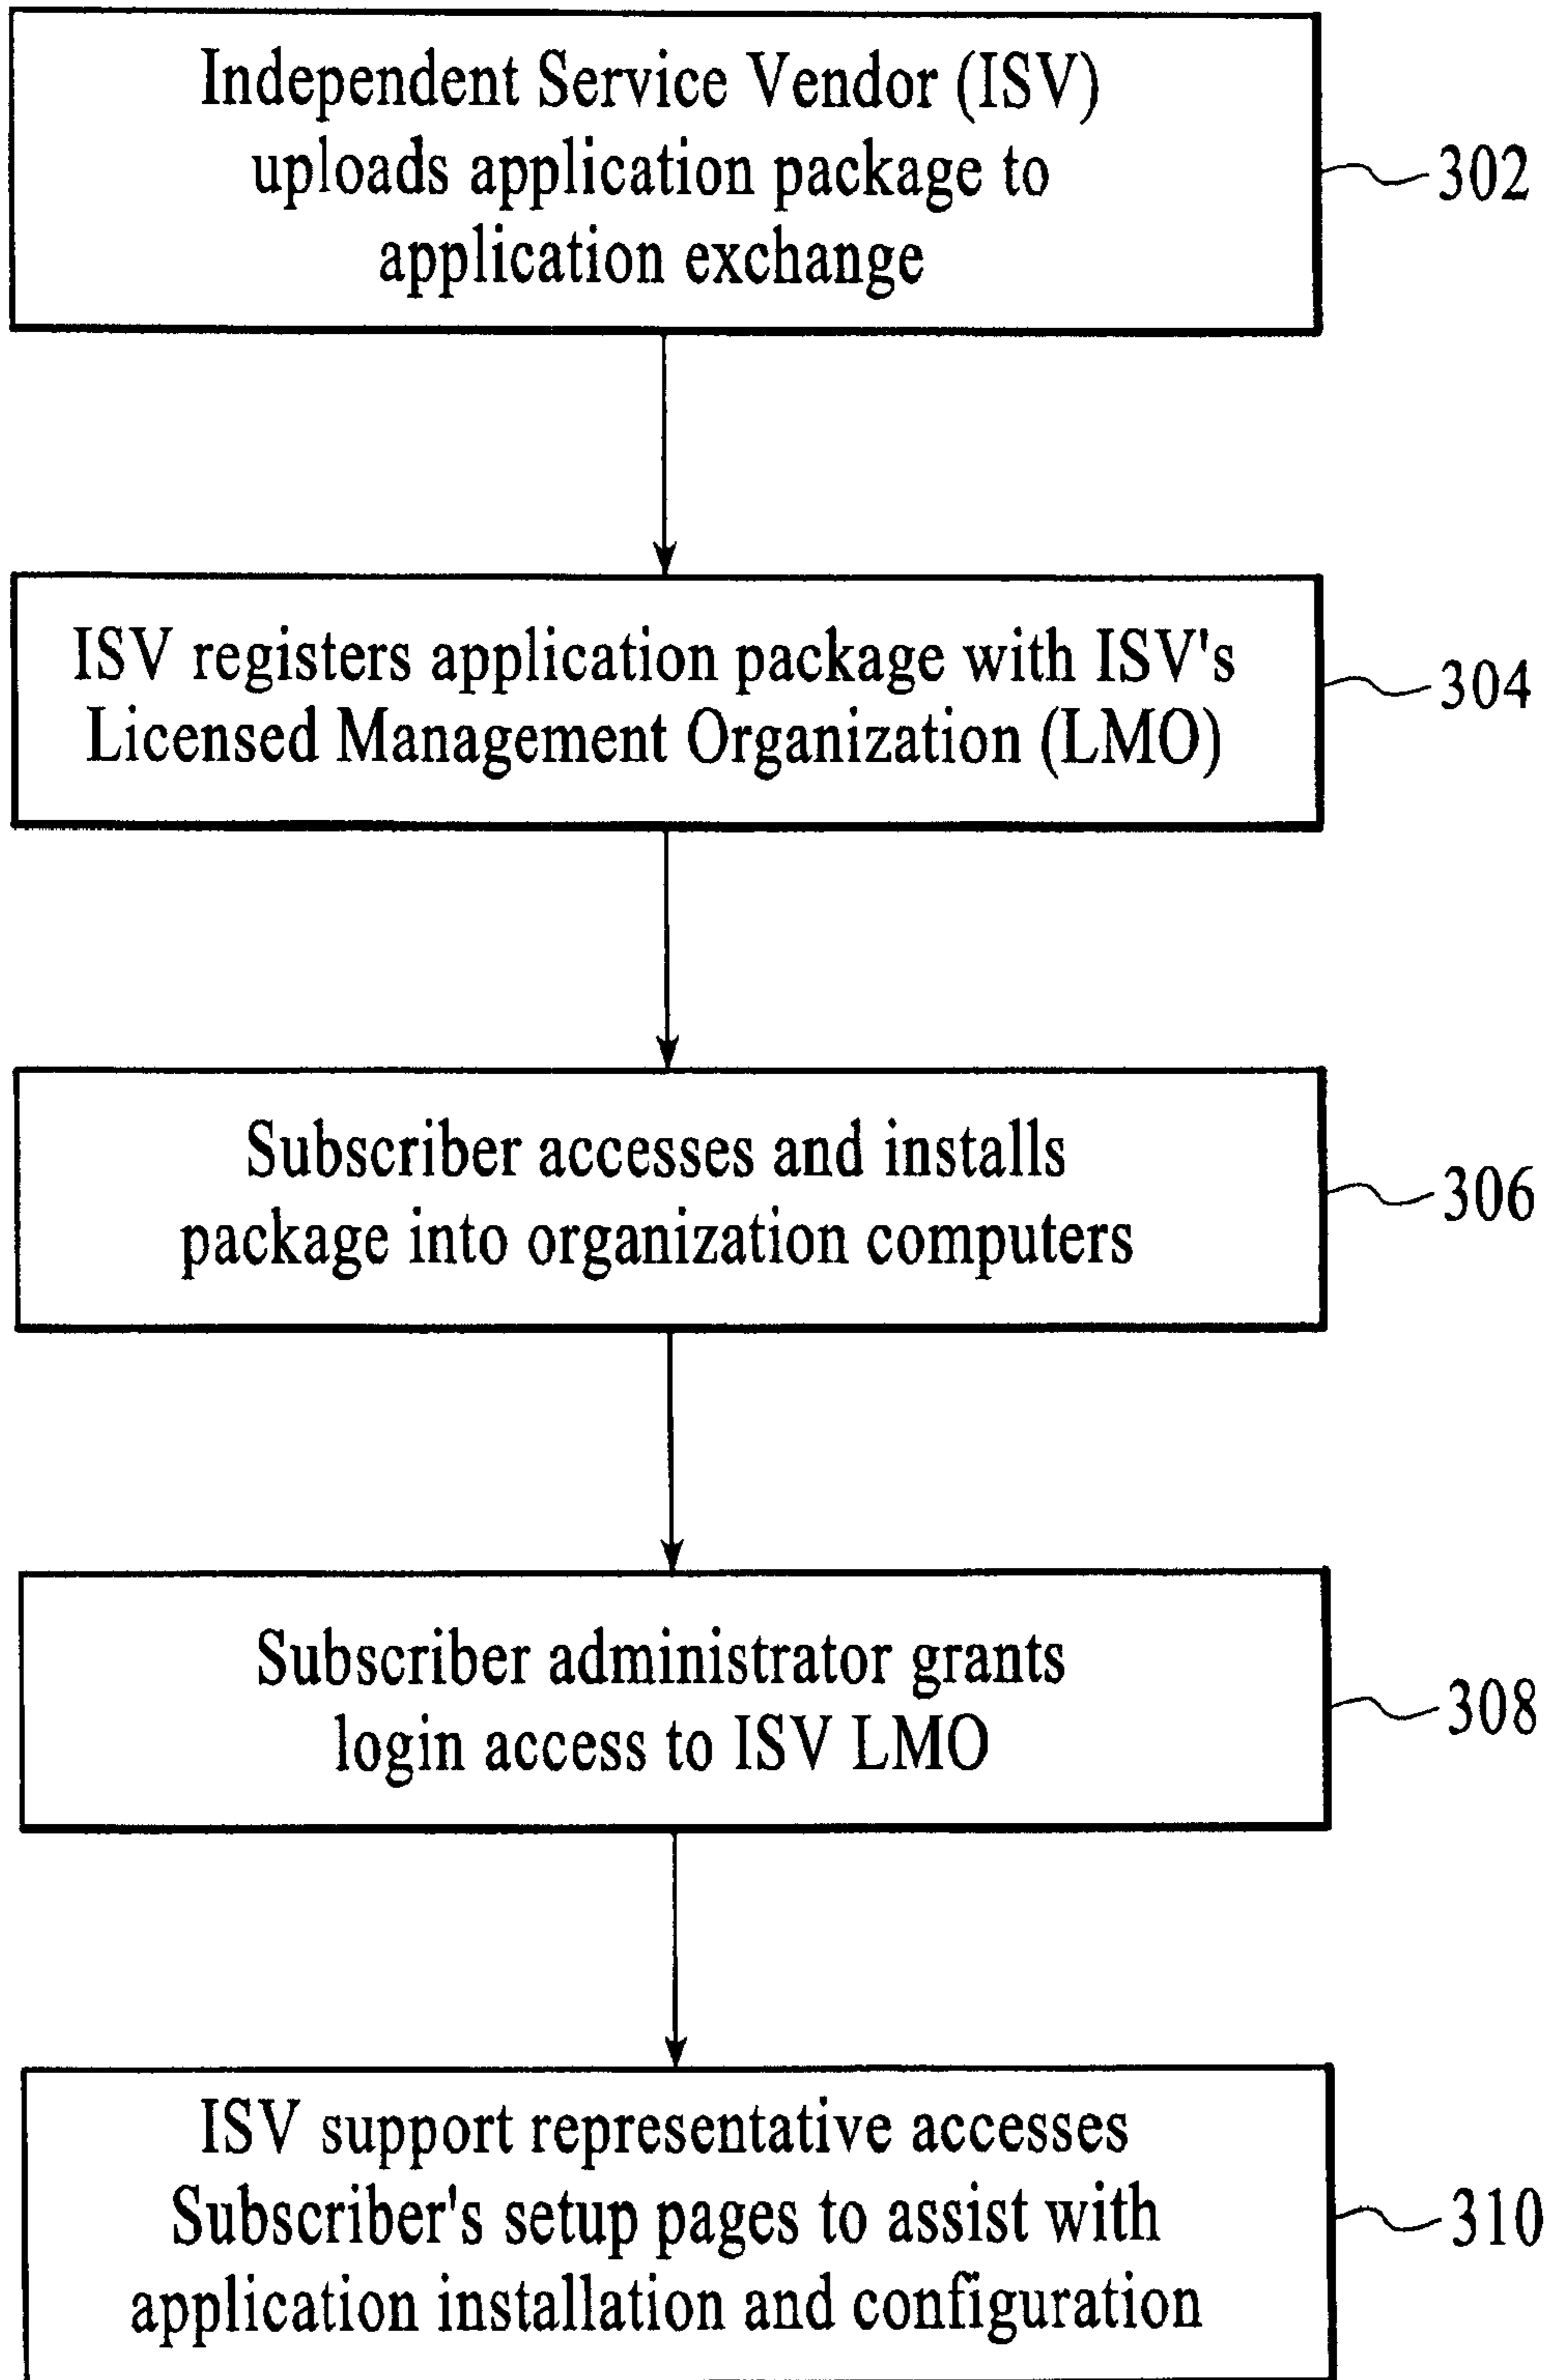 Independent Service Vendor (ISV)
uploads application package to
application exchange
302
ISV registers application package with ISV's
Licensed Management Organization (LMO)
304
Subscriber accesses and installs
package into organization computers
306
Subscriber administrator grants
login access to ISV LMO
308
ISV support representative accesses
Subscriber's setup pages to assist with
application installation and configuration
310